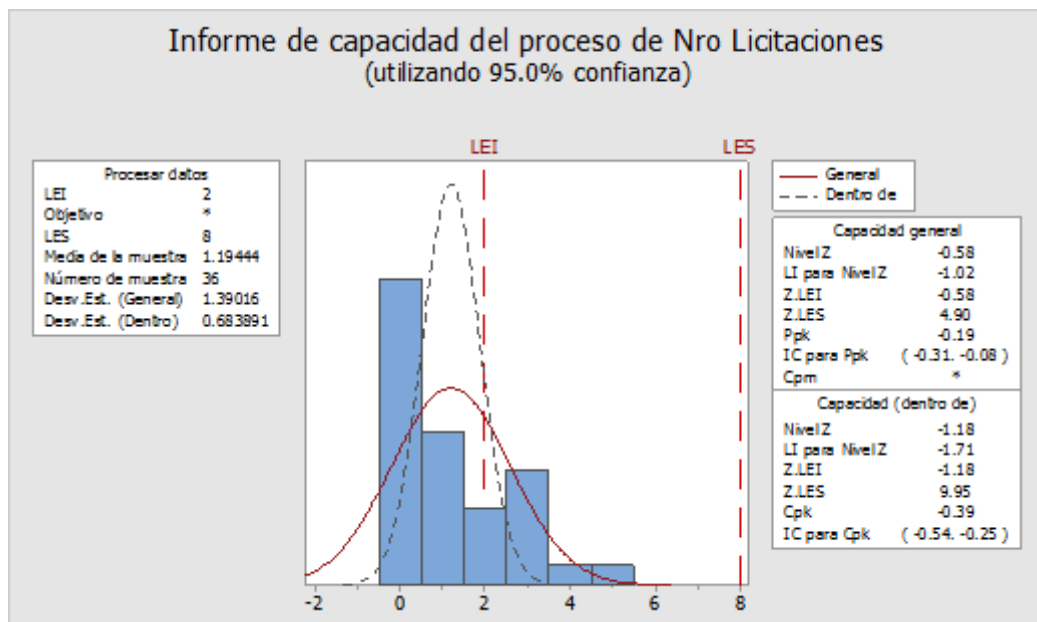 Informe de capacidad del proceso de Nro Licitaciones
(utilizando 95.0% confianza)
LEI LES
Procesar datos
LEI 2
Objetivo *
LES 8
Media de la muestra 1.19444
Número de muestra 36
Desv.Est. (General) 1.39016
Desv.Est. (Dentro) 0.683891
General
Dentro de
Capacidad general
Nivel Z -0.58
LI para Nivel Z -1.02
Z.LEI -0.58
Z.LES 4.90
Ppk -0.19
IC para Ppk ( -0.31. -0.08 )
Cpm *
Capacidad (dentro de)
Nivel Z -1.18
LI para Nivel Z -1.71
Z.LEI -1.18
Z.LES 9.95
Cpk -0.39
IC para Cpk ( -0.54. -0.25 )
-2 0 2 4 6 8